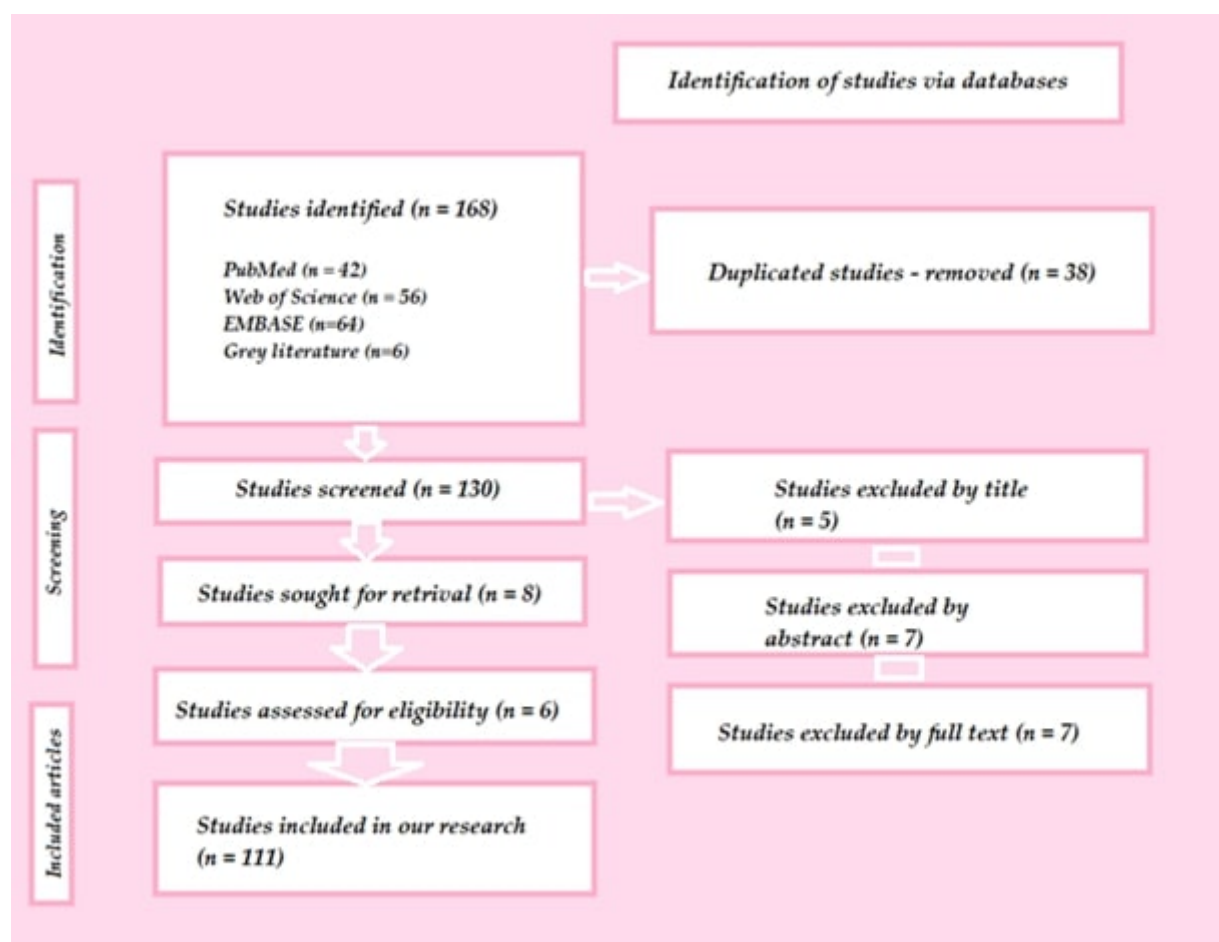 Identification of studies via databases
Identification
Studies identified (n = 168)
PubMed (n = 42)
Web of Science (n = 56)
EMBASE (n=64)
Grey literature (n=6)
Duplicated studies - removed (n = 38)
Screening
Studies screened (n = 130)
Studies excluded by title
(n = 5)
Studies sought for retrival (n = 8)
Studies excluded by
abstract (n = 7)
Included articles
Studies assessed for eligibility (n = 6)
Studies excluded by full text (n = 7)
Studies included in our research
(n = 111)